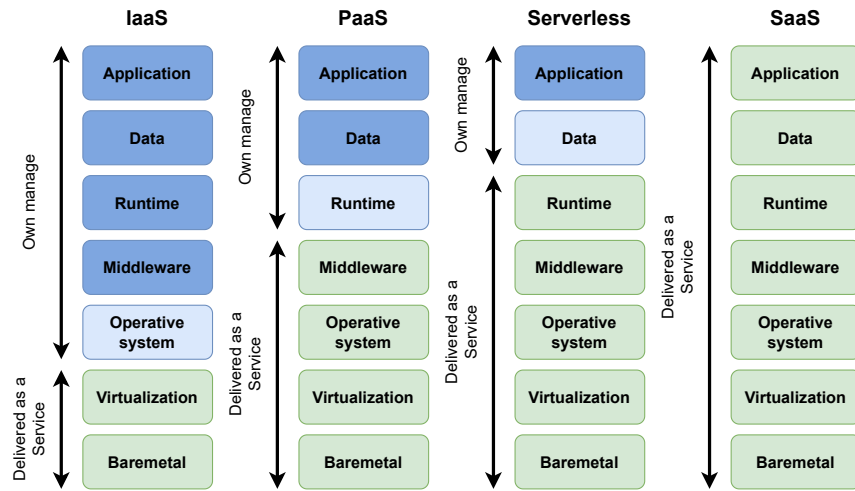 IaaS
PaaS
Serverless
SaaS
Own manage
Delivered as a
Service
Application
Data
Runtime
Middleware
Operative
system
Virtualization
Baremetal
Own manage
Delivered as a
Service
Application
Data
Runtime
Middleware
Operative
system
Virtualization
Baremetal
Own manage
Delivered as a
Service
Application
Data
Runtime
Middleware
Operative
system
Virtualization
Baremetal
Delivered as a
Service
Application
Data
Runtime
Middleware
Operative
system
Virtualization
Baremetal